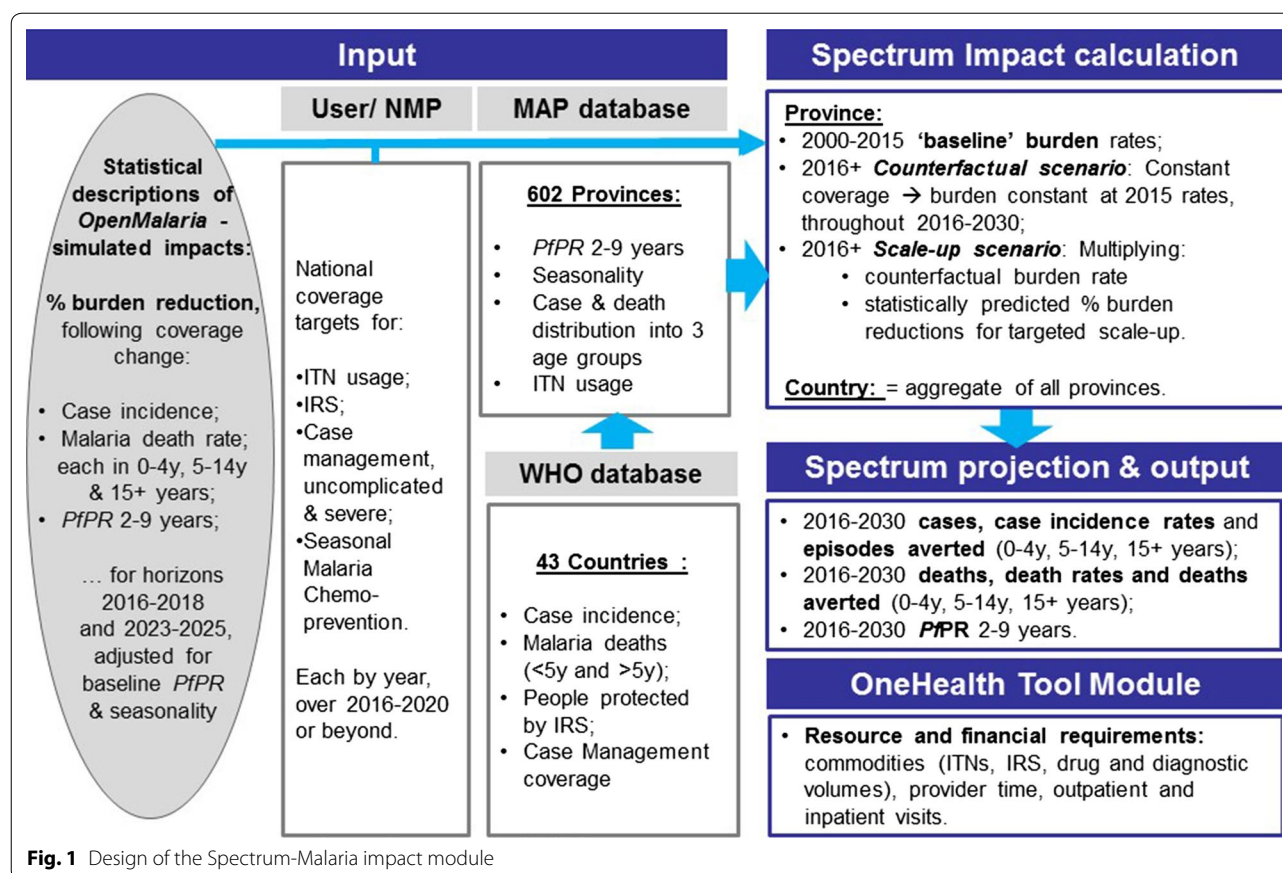 Input
Statistical
descriptions of
OpenMalaria -
simulated impacts:
% burden reduction,
following coverage
change:
• Case incidence;
• Malaria death rate;
each in 0-4y, 5-14y
& 15+ years;
• PfPR 2-9 years;
… for horizons
2016-2018
and 2023-2025,
adjusted for
baseline PfPR
& seasonality
User/ NMP
National
coverage
targets for:
•ITN usage;
•IRS;
•Case
management,
uncomplicated
& severe;
•Seasonal
Malaria
Chemo-
prevention.
Each by year,
over 2016-2020
or beyond.
MAP database
602 Provinces:
• PfPR 2-9 years
• Seasonality
• Case & death
distribution into 3
age groups
• ITN usage
WHO database
43 Countries :
• Case incidence;
• Malaria deaths
(<5y and >5y);
• People protected
by IRS;
• Case Management
coverage
Spectrum Impact calculation
Province:
• 2000-2015 ‘baseline’ burden rates;
• 2016+ Counterfactual scenario: Constant
coverage → burden constant at 2015 rates,
throughout 2016-2030;
• 2016+ Scale-up scenario: Multiplying:
• counterfactual burden rate
• statistically predicted % burden
reductions for targeted scale-up.
Country: = aggregate of all provinces.
Spectrum projection & output
• 2016-2030 cases, case incidence rates and
episodes averted (0-4y, 5-14y, 15+ years);
• 2016-2030 deaths, death rates and deaths
averted (0-4y, 5-14y, 15+ years);
• 2016-2030 PfPR 2-9 years.
OneHealth Tool Module
• Resource and financial requirements:
commodities (ITNs, IRS, drug and diagnostic
volumes), provider time, outpatient and
inpatient visits.
Fig. 1 Design of the Spectrum-Malaria impact module